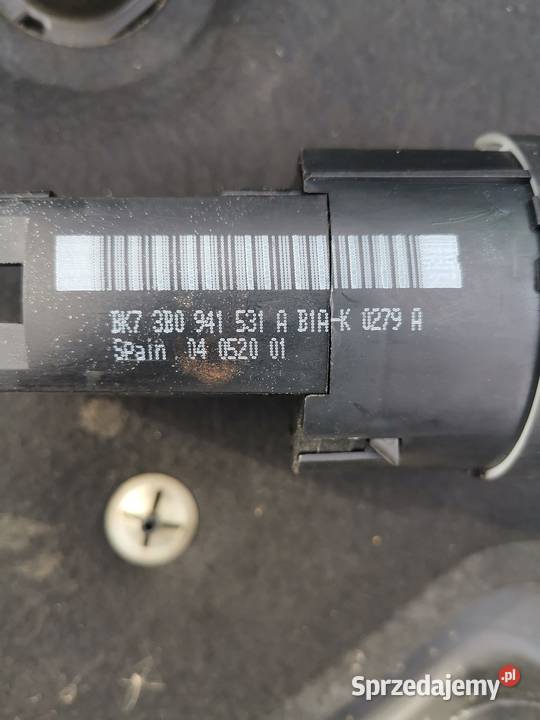 BK7 3B0 941 531 A B1A-K 0279 A
SPain 04 0520 01
Sprzedajemy.pl